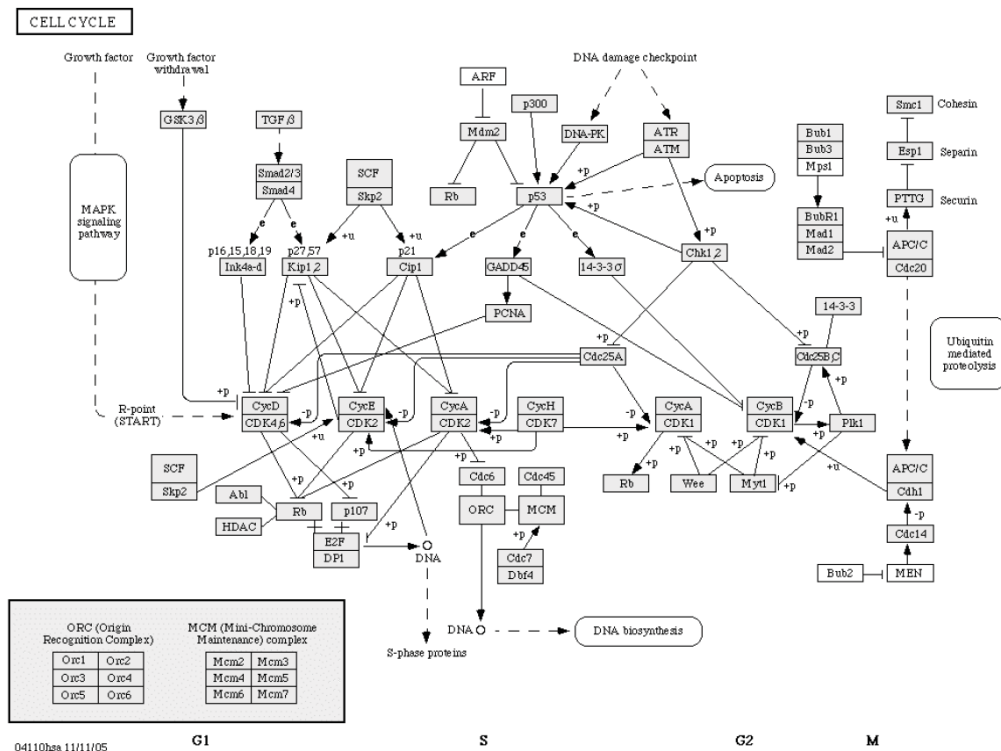 CELL CYCLE
Growth factor
Growth factor
withdrawal
DNA damage checkpoint
ARF
p300
Smc1
Cohesin
GSK3β
TGFβ
Mdm2
DNA-PK
ATR
ATM
Bub1
Bub3
Mps1
Esp1
Separin
Smad2/3
Smad4
SCF
Skp2
Rb
p53
+p
Apoptosis
PTTG
Securin
MAPK
signaling
pathway
e
e
+u
+u
e
e
e
+p
+p
BubR1
Mad1
Mad2
+u
APC/C
Cdc20
p16,15,18,19
Ink4a-d
p27,57
Kip1,2
p21
Cip1
GADD45
14-3-3σ
Chk1,2
+p
PCNA
14-3-3
+p
+p
Cdc25A
Cdc25B,C
Ubiquitin
mediated
proteolysis
R-point
(START)
+p
CycD
CDK4,6
-p
CycE
CDK2
-p
CycA
CDK2
-p
CycH
CDK7
CycA
CDK1
-p
CycB
CDK1
-p
+p
Plk1
+p
+u
+p
+p
+p
SCF
Skp2
+p
+p
+p
+p
Cdc6
Cdc45
Rb
+p
Wee
+p
+p
Myt1
+p
+u
APC/C
Cdh1
Abl
HDAC
Rb
p107
ORC
MCM
+p
E2F
DP1
DNA
+p
Cdc7
Dbf4
-p
Cdc14
Bub2
MEN
DNA
DNA biosynthesis
S-phase proteins
ORC (Origin
Recognition Complex)
MCM (Mini-Chromosome
Maintenance) complex
Orc1 Orc2
Orc3 Orc4
Orc5 Orc6
Mcm2 Mcm3
Mcm4 Mcm5
Mcm6 Mcm7
G1
S
G2
M
04110hsa 11/11/05